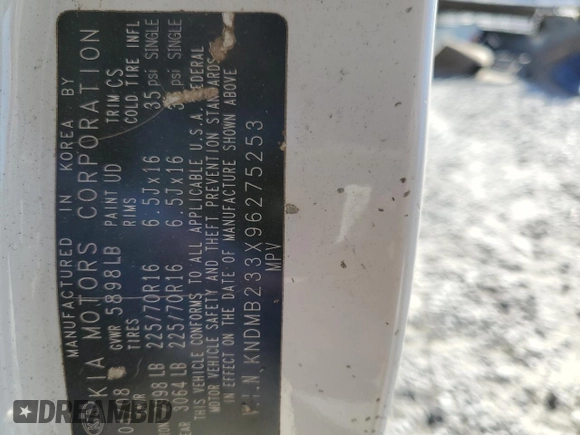 MANUFACTURED IN KOREA BY
KIA MOTORS CORPORATION
GVWR 5898LB PAINT UD TRIM CS
TIRES RIMS COLD TIRE INFL
225/70R16 6.5Jx16 35 psi SINGLE
3064LB 225/70R16 6.5Jx16 psi SINGLE
THIS VEHICLE CONFORMS TO ALL APPLICABLE U.S.A. FEDERAL
MOTOR VEHICLE SAFETY AND THEFT PREVENTION STANDARDS
IN EFFECT ON THE DATE OF MANUFACTURE SHOWN ABOVE
KNDMB233X96275253
MPV
DREAMBID